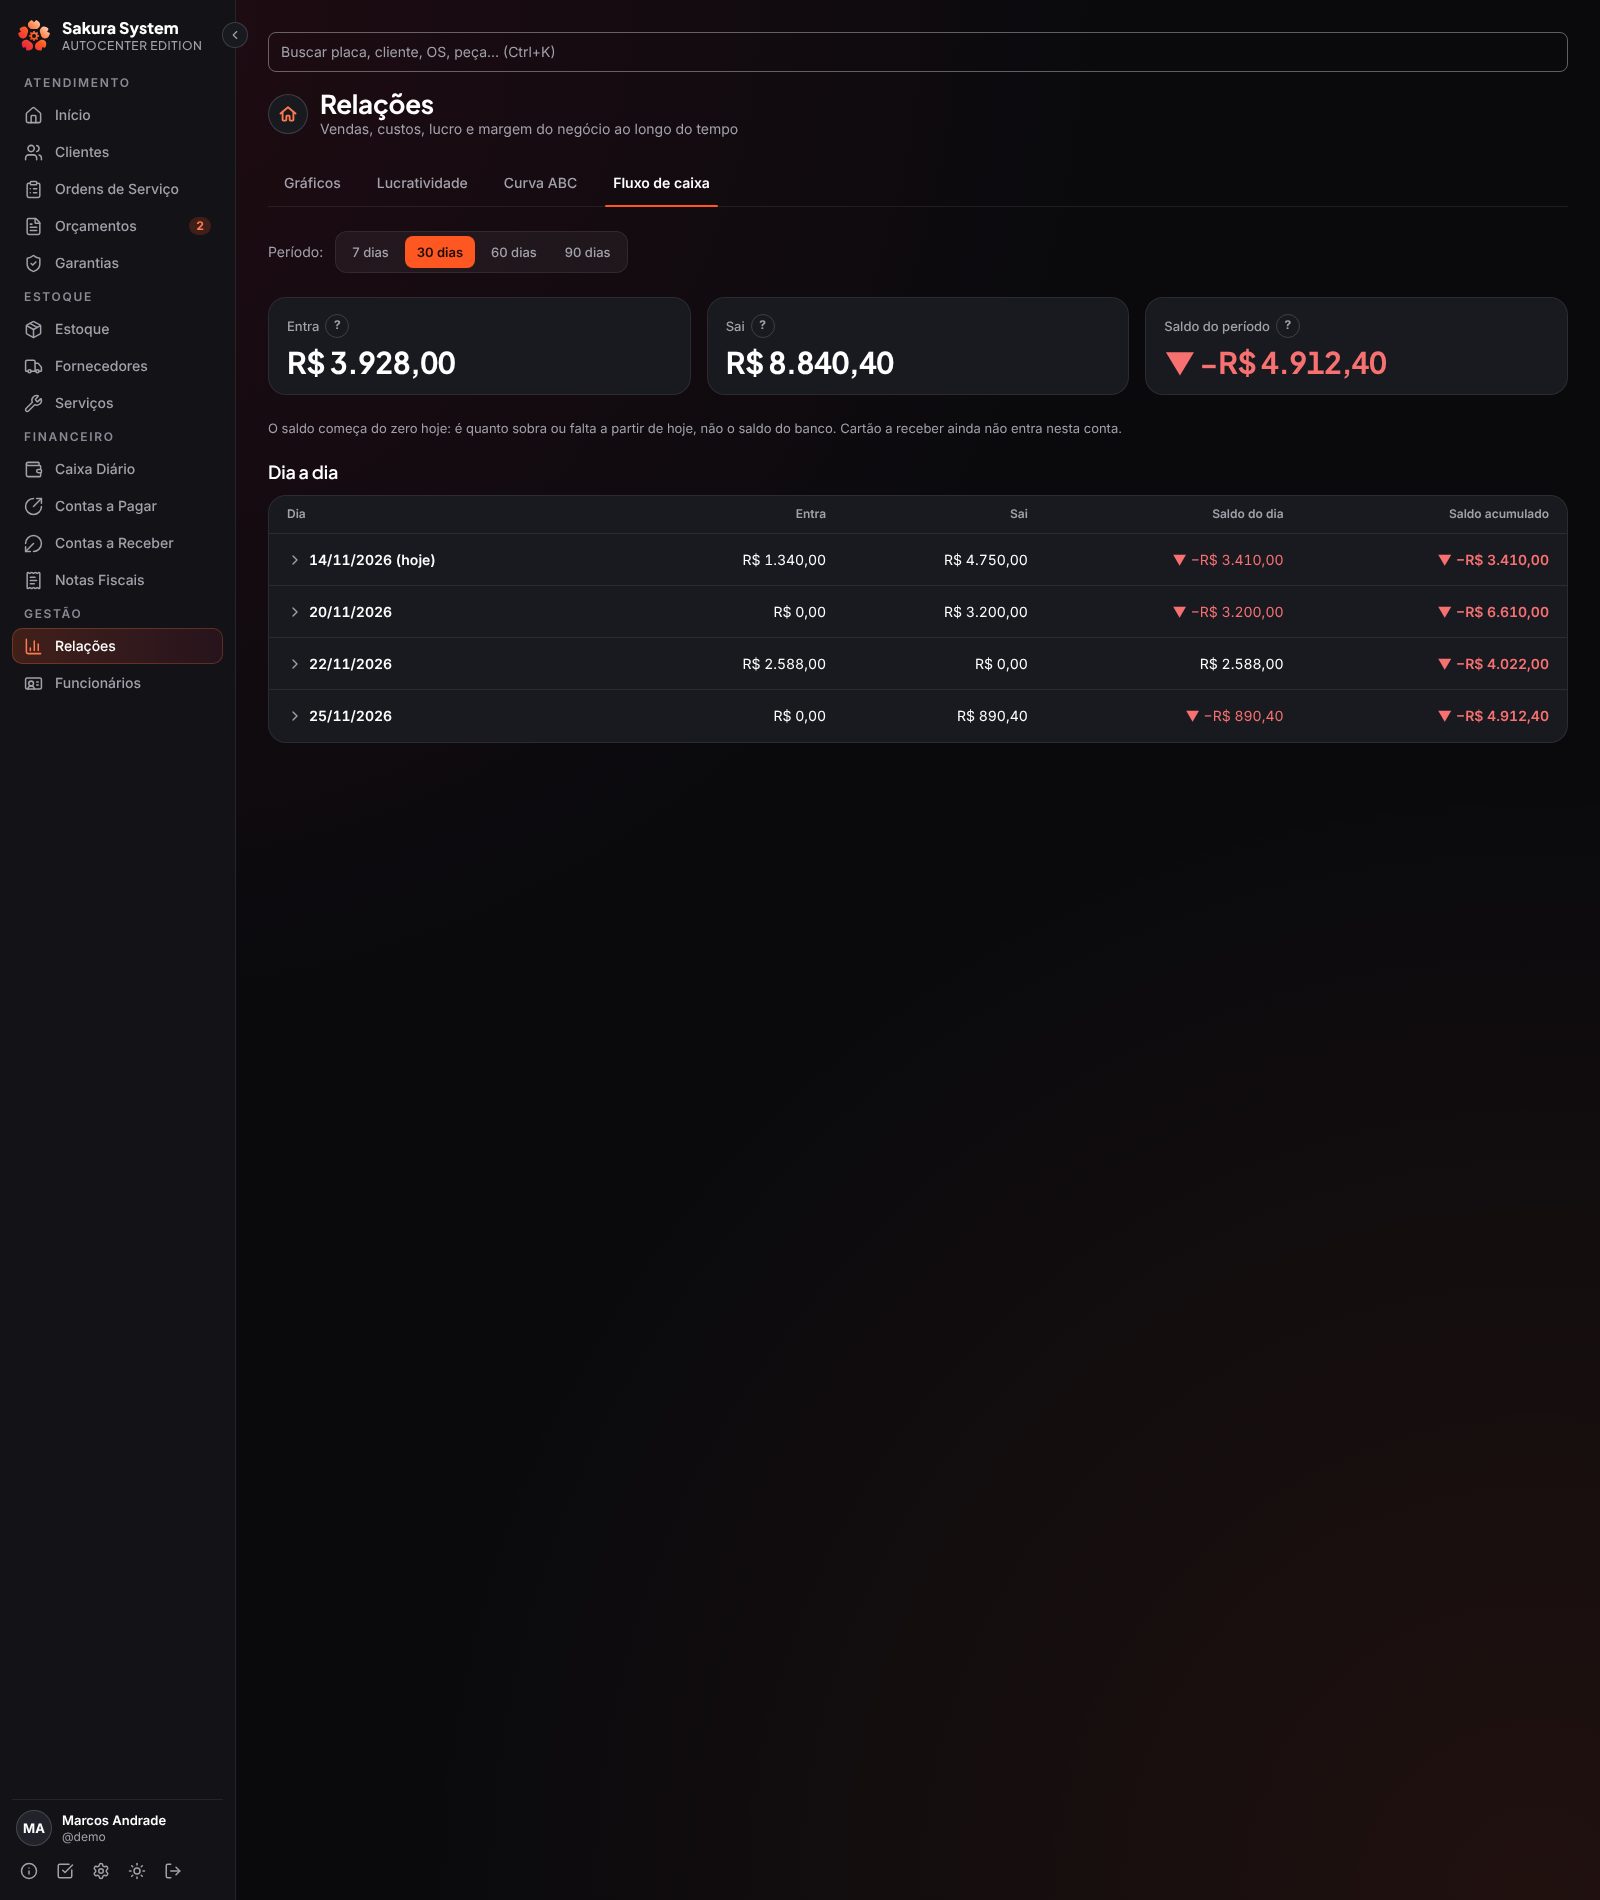 Sakura System
AUTOCENTER EDITION
ATENDIMENTO
Início
Clientes
Ordens de Serviço
Orçamentos 2
Garantias
ESTOQUE
Estoque
Fornecedores
Serviços
FINANCEIRO
Caixa Diário
Contas a Pagar
Contas a Receber
Notas Fiscais
GESTÃO
Relações
Funcionários
MA
Marcos Andrade
@demo
Buscar placa, cliente, OS, peça... (Ctrl+K)
Relações
Vendas, custos, lucro e margem do negócio ao longo do tempo
Gráficos Lucratividade Curva ABC Fluxo de caixa
Período: 7 dias 30 dias 60 dias 90 dias
Entra ?
R$ 3.928,00
Sai ?
R$ 8.840,40
Saldo do período ?
▼ −R$ 4.912,40
O saldo começa do zero hoje: é quanto sobra ou falta a partir de hoje, não o saldo do banco. Cartão a receber ainda não entra nesta conta.
Dia a dia
Dia Entra Sai Saldo do dia Saldo acumulado
14/11/2026 (hoje) R$ 1.340,00 R$ 4.750,00 ▼ −R$ 3.410,00 ▼ −R$ 3.410,00
20/11/2026 R$ 0,00 R$ 3.200,00 ▼ −R$ 3.200,00 ▼ −R$ 6.610,00
22/11/2026 R$ 2.588,00 R$ 0,00 R$ 2.588,00 ▼ −R$ 4.022,00
25/11/2026 R$ 0,00 R$ 890,40 ▼ −R$ 890,40 ▼ −R$ 4.912,40